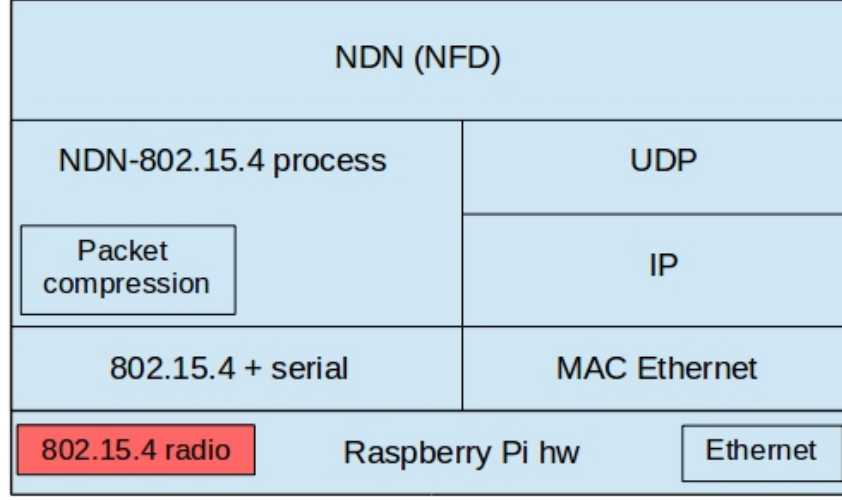 NDN (NFD)
NDN-802.15.4 process
UDP
Packet
compression
IP
802.15.4 + serial
MAC Ethernet
802.15.4 radio
Raspberry Pi hw
Ethernet